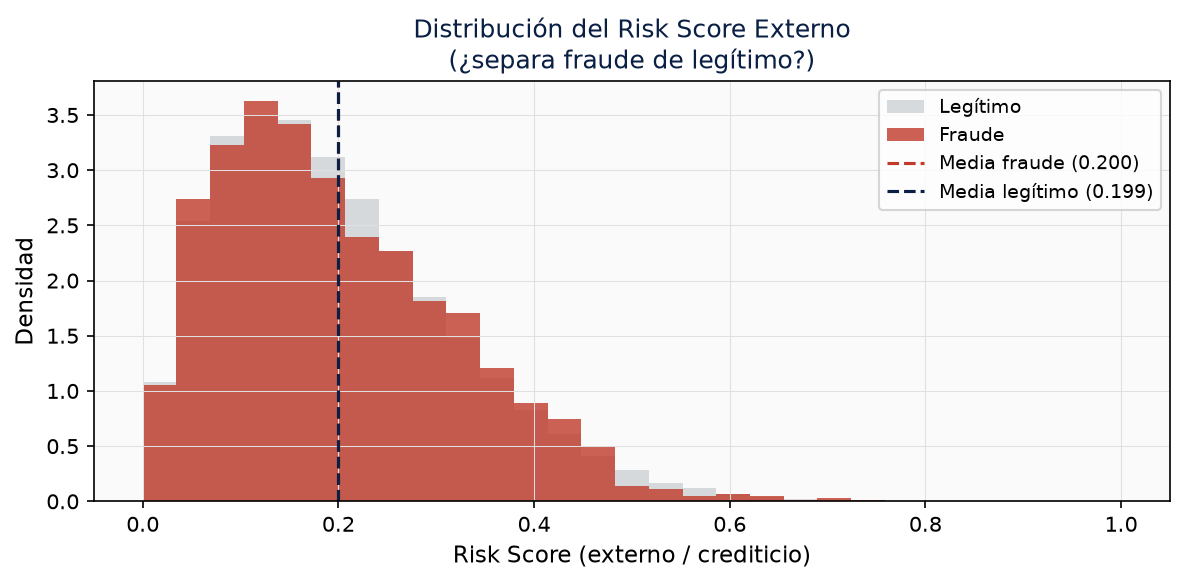 Distribución del Risk Score Externo
(¿separa fraude de legítimo?)
Legítimo
Fraude
Media fraude (0.200)
Media legítimo (0.199)
Densidad
3.5
3.0
2.5
2.0
1.5
1.0
0.5
0.0
0.0 0.2 0.4 0.6 0.8 1.0
Risk Score (externo / crediticio)